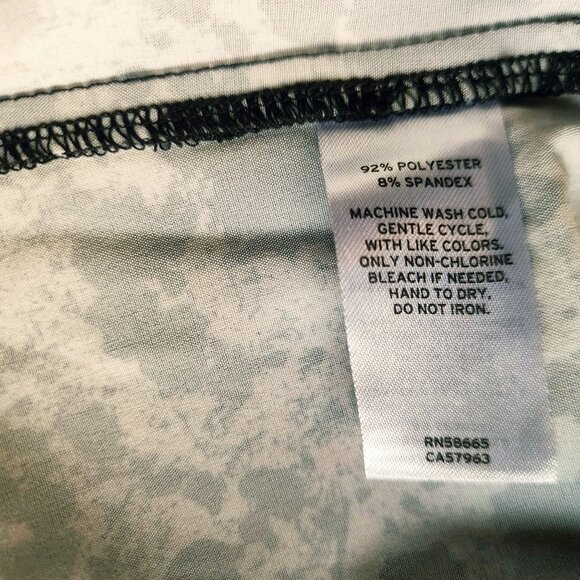 92% POLYESTER
8% SPANDEX
MACHINE WASH COLD,
GENTLE CYCLE,
WITH LIKE COLORS.
ONLY NON-CHLORINE
BLEACH IF NEEDED,
HAND TO DRY,
DO NOT IRON.
RN58665
CA57963